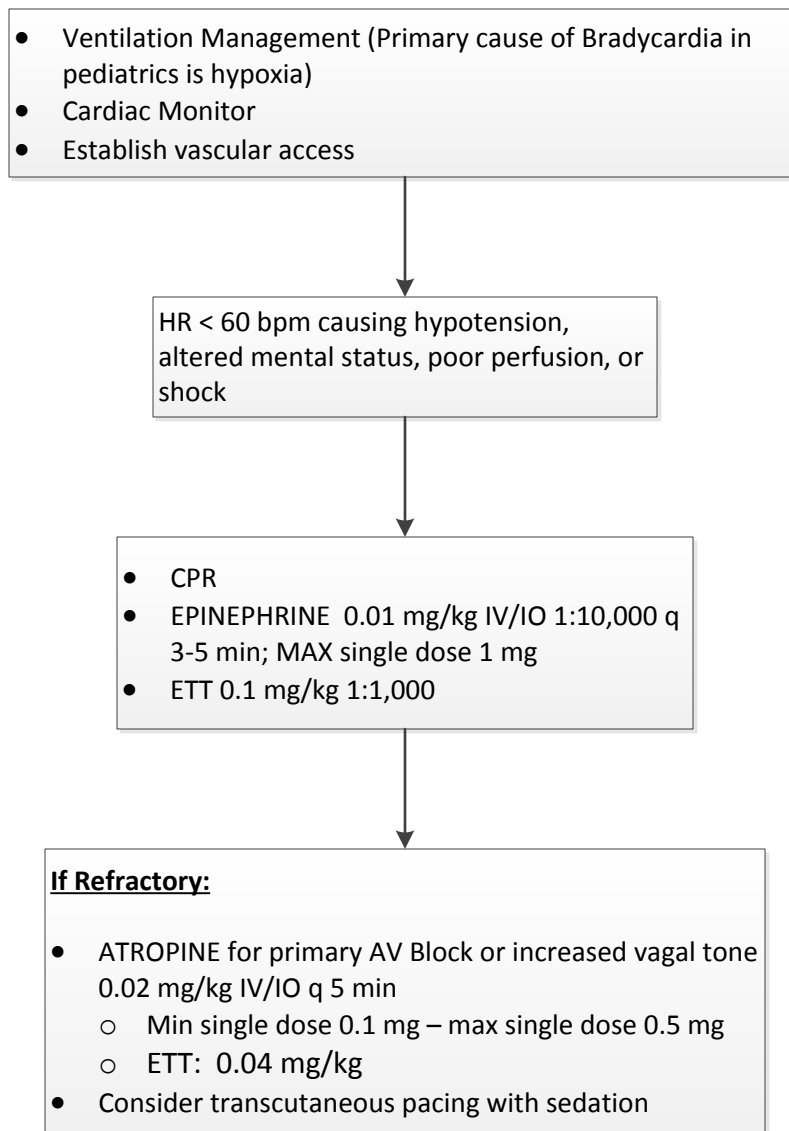 • Ventilation Management (Primary cause of Bradycardia in
pediatrics is hypoxia)
• Cardiac Monitor
• Establish vascular access
HR < 60 bpm causing hypotension,
altered mental status, poor perfusion, or
shock
• CPR
• EPINEPHRINE  0.01 mg/kg IV/IO 1:10,000 q
3-5 min; MAX single dose 1 mg
• ETT 0.1 mg/kg 1:1,000
If Refractory:
• ATROPINE for primary AV Block or increased vagal tone
0.02 mg/kg IV/IO q 5 min
o Min single dose 0.1 mg – max single dose 0.5 mg
o ETT:  0.04 mg/kg
• Consider transcutaneous pacing with sedation